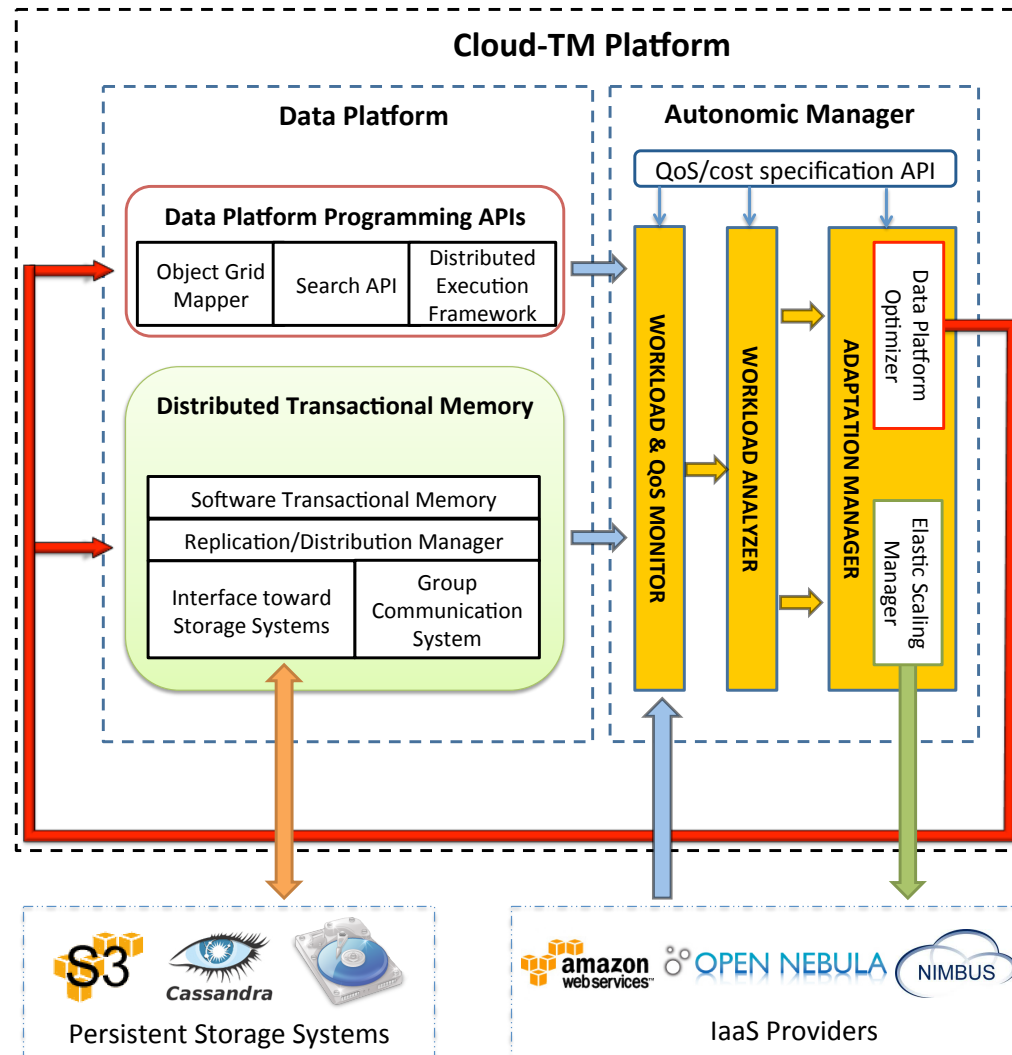 Cloud-TM Platform
Data Platform
Data Platform Programming APIs
Object Grid
Mapper
Search API
Distributed
Execution
Framework
Distributed Transactional Memory
Software Transactional Memory
Replication/Distribution Manager
Interface toward
Storage Systems
Group
Communication
System
Autonomic Manager
QoS/cost specification API
WORKLOAD & QoS MONITOR
WORKLOAD ANALYZER
ADAPTATION MANAGER
Data Platform
Optimizer
Elastic Scaling
Manager
S3
Cassandra
Persistent Storage Systems
amazon
webservices™
OPEN NEBULA
NIMBUS
IaaS Providers